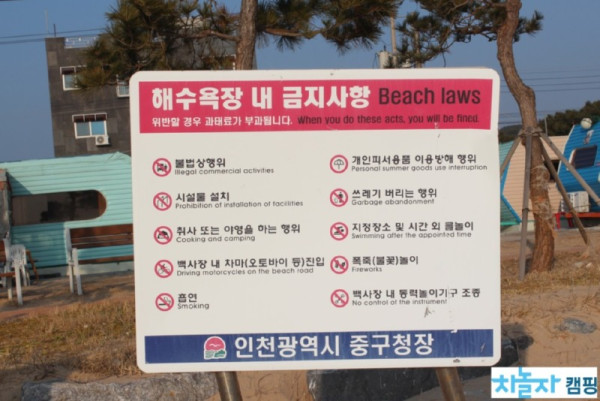 해수욕장 내 금지사항 Beach laws
위반할 경우 과태료가 부과됩니다. When you do these acts, you will be fined.
불법상행위
Illegal commercial activities
시설물 설치
Prohibition of installation of facilities
취사 또는 야영을 하는 행위
Cooking and camping
백사장 내 차마(오토바이 등)진입
Driving motorcycles on the beach road
흡연
Smoking
개인피서용품 이용방해 행위
Personal summer goods use interruption
쓰레기 버리는 행위
Garbage abandonment
지정장소 및 시간 외 물놀이
Swimming after the appointed time
폭죽(불꽃)놀이
Fireworks
백사장 내 동력놀이기구 조종
No control of the instrument
인천광역시 중구청장
차놀자 캠핑